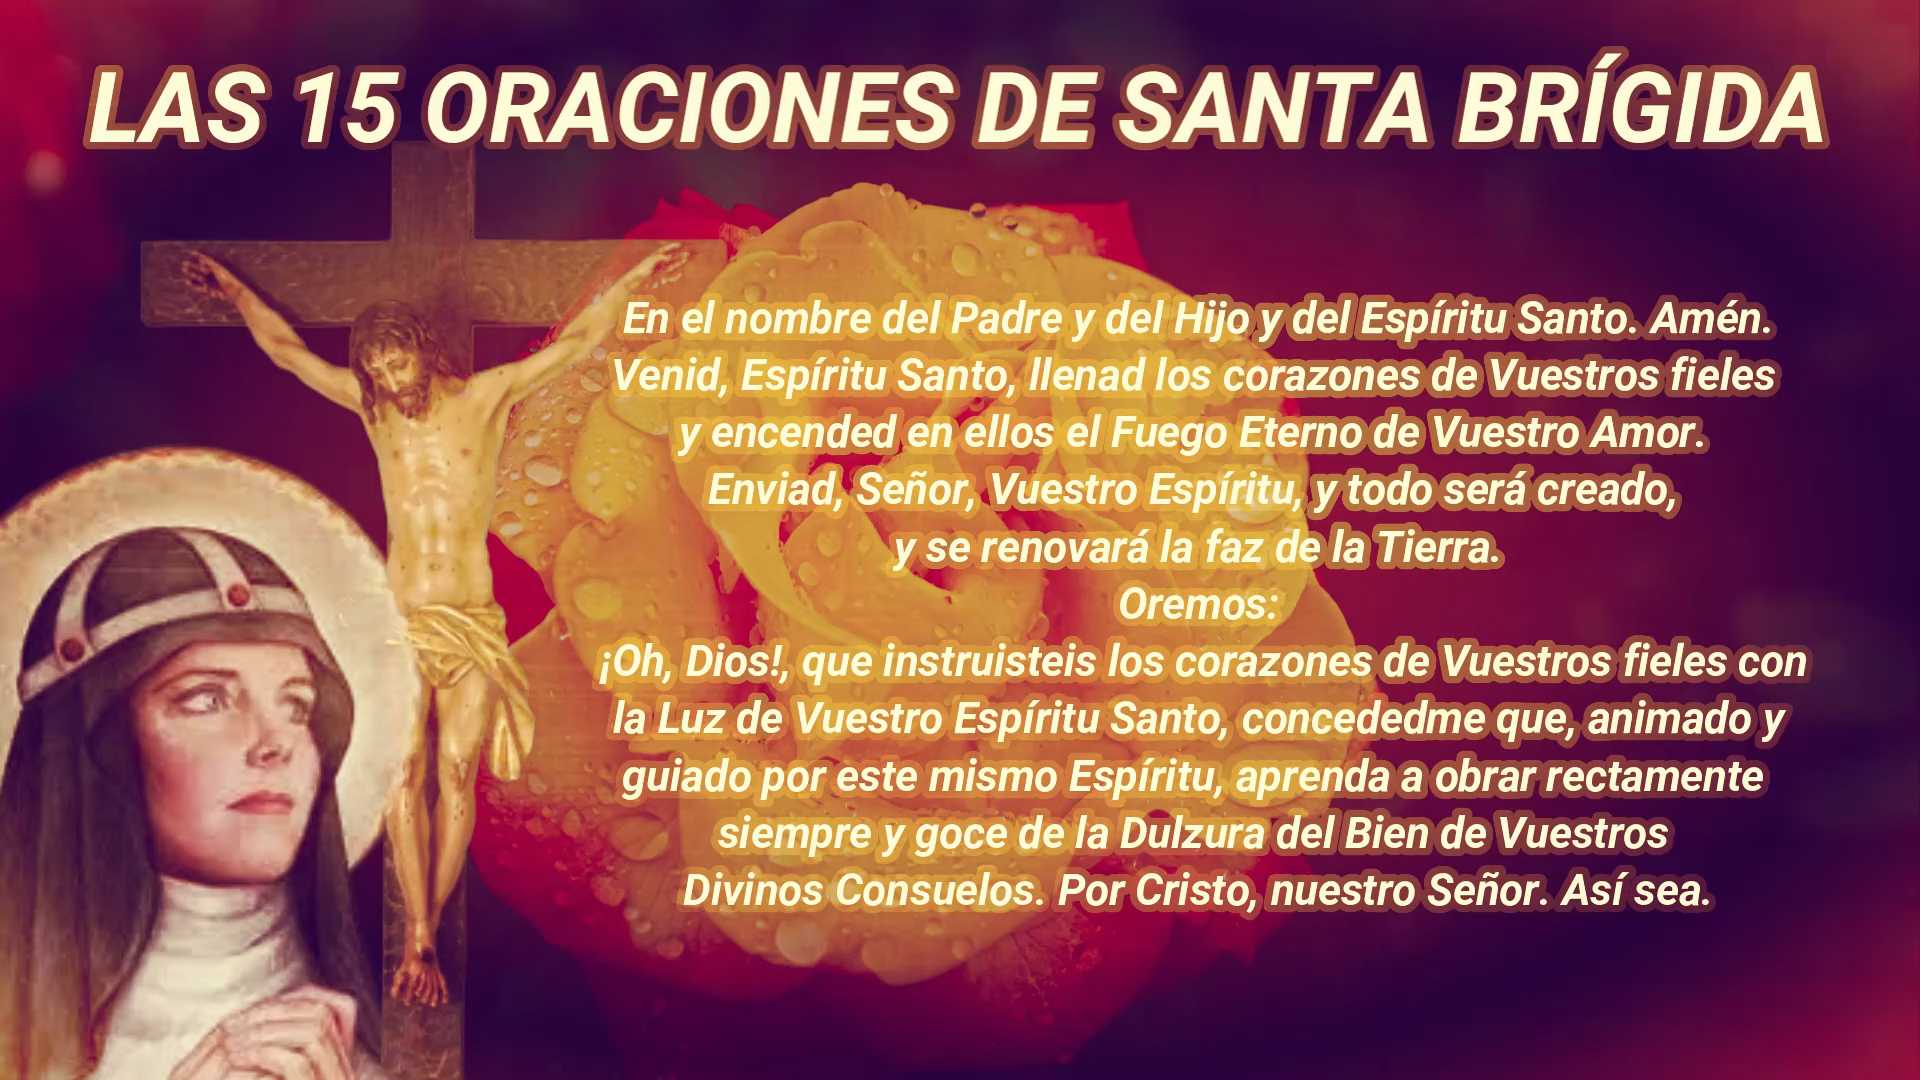 LAS 15 ORACIONES DE SANTA BRÍGIDA
En el nombre del Padre y del Hijo y del Espíritu Santo. Amén.
Venid, Espíritu Santo, llenad los corazones de Vuestros fieles
y encended en ellos el Fuego Eterno de Vuestro Amor.
Enviad, Señor, Vuestro Espíritu, y todo será creado,
y se renovará la faz de la Tierra.
Oremos:
¡Oh, Dios!, que instruisteis los corazones de Vuestros fieles con
la Luz de Vuestro Espíritu Santo, concededme que, animado y
guiado por este mismo Espíritu, aprenda a obrar rectamente
siempre y goce de la Dulzura del Bien de Vuestros
Divinos Consuelos. Por Cristo, nuestro Señor. Así sea.